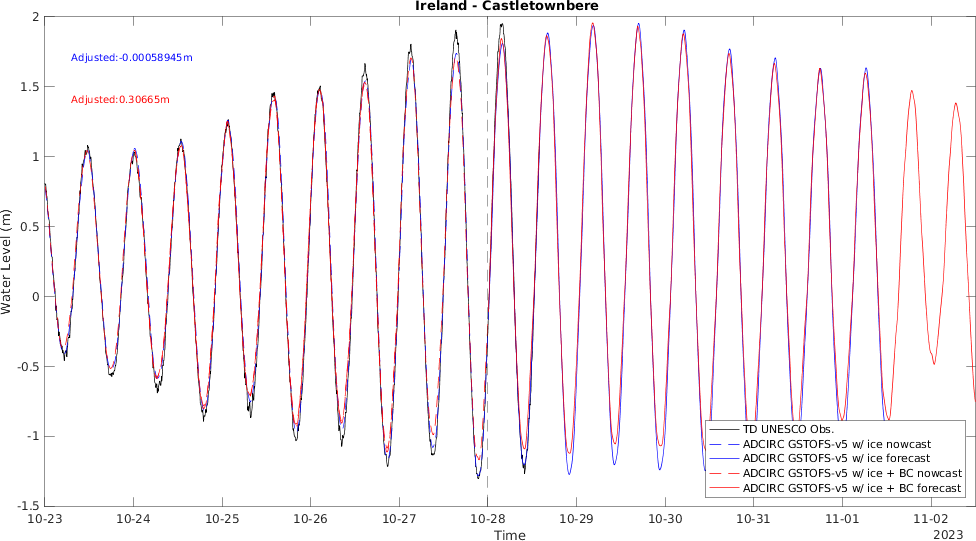 Ireland - Castletownbere
Adjusted:-0.00058945m
Adjusted:0.30665m
Water Level (m)
2
1.5
1
0.5
0
-0.5
-1
-1.5
10-23 10-24 10-25 10-26 10-27 10-28 10-29 10-30 10-31 11-01 11-02
Time
2023
TD UNESCO Obs.
ADCIRC GSTOFS-v5 w/ ice nowcast
ADCIRC GSTOFS-v5 w/ ice forecast
ADCIRC GSTOFS-v5 w/ ice + BC nowcast
ADCIRC GSTOFS-v5 w/ ice + BC forecast